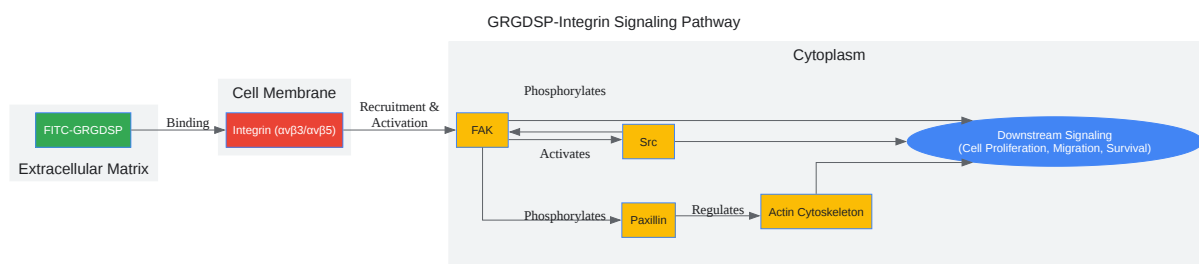 GRGDSP-Integrin Signaling Pathway
Cytoplasm
Cell Membrane
Phosphorylates
Recruitment &
Activation
Binding
FITC-GRGDSP
Integrin (αvβ3/αvβ5)
FAK
Src
Downstream Signaling
(Cell Proliferation, Migration, Survival)
Activates
Extracellular Matrix
Phosphorylates
Paxillin
Regulates
Actin Cytoskeleton